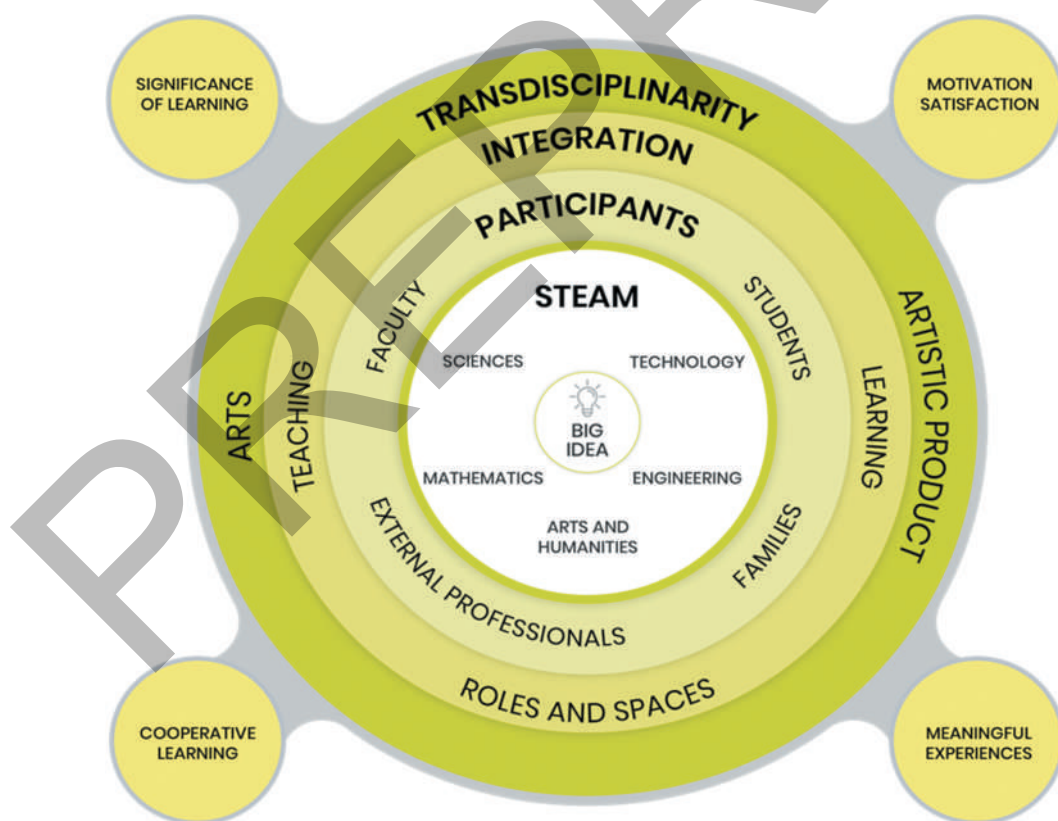 SIGNIFICANCE
OF LEARNING
MOTIVATION
SATISFACTION
TRANSDISCIPLINARITY
INTEGRATION
PARTICIPANTS
STEAM
FACULTY
STUDENTS
SCIENCES
TECHNOLOGY
ARTS
TEACHING
LEARNING
ARTISTIC PRODUCT
BIG
IDEA
MATHEMATICS
ENGINEERING
ARTS AND
HUMANITIES
EXTERNAL PROFESSIONALS
FAMILIES
ROLES AND SPACES
COOPERATIVE
LEARNING
MEANINGFUL
EXPERIENCES
PREPR